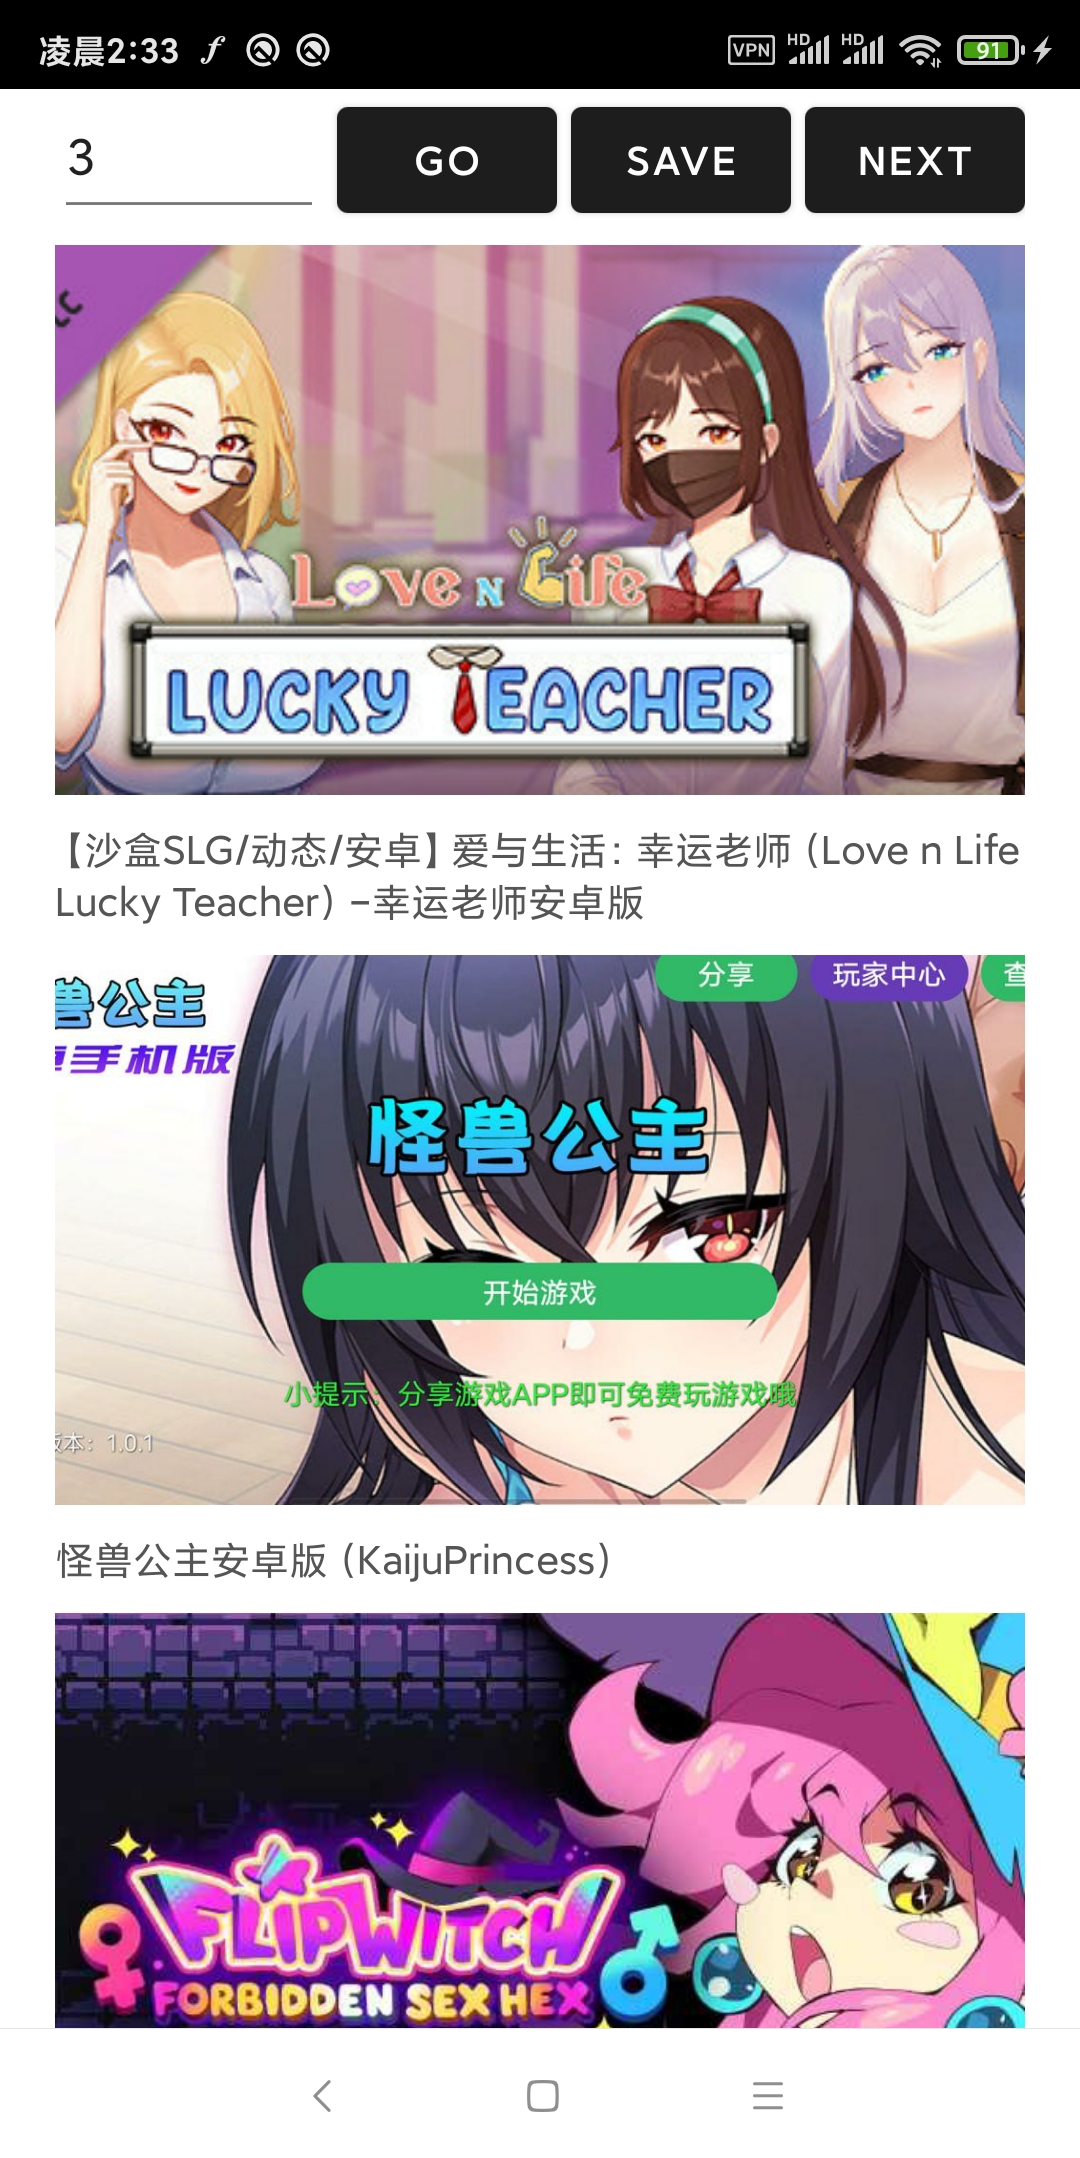 凌晨2:33
VPN HD HD 91
3 GO SAVE NEXT
Love n Life
LUCKY TEACHER
【沙盒SLG/动态/安卓】爱与生活：幸运老师（Love n Life
Lucky Teacher）-幸运老师安卓版
分享 玩家中心 查
兽公主
手机版
怪兽公主
开始游戏
小提示：分享游戏APP即可免费玩游戏哦
版本：1.0.1
怪兽公主安卓版（KaijuPrincess）
FLIPWITCH
FORBIDDEN SEX HEX